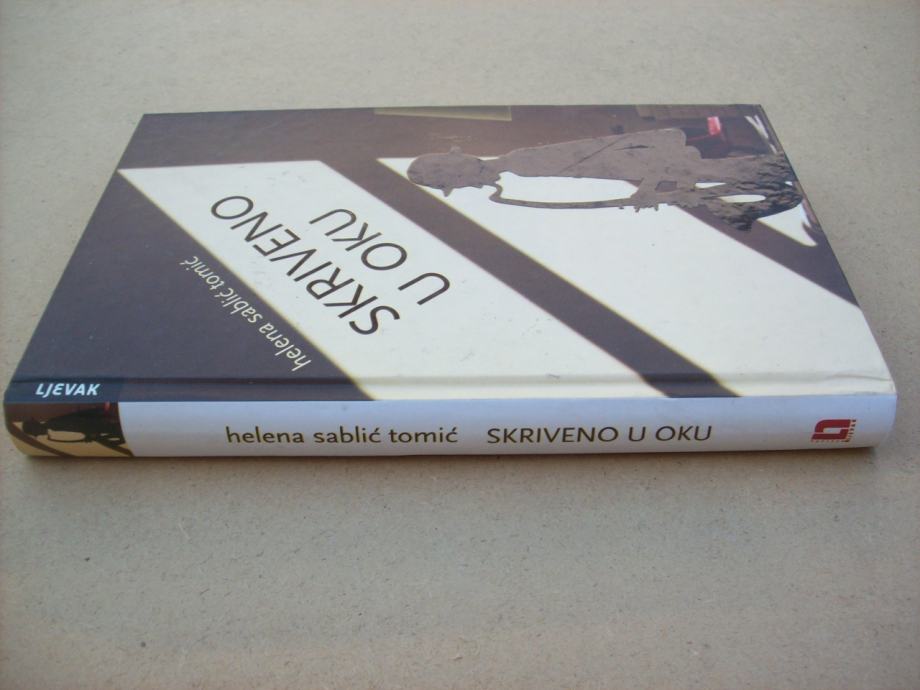 helena sablić tomić
SKRIVENO
U OKU
LJEVAK
helena sablić tomić SKRIVENO U OKU